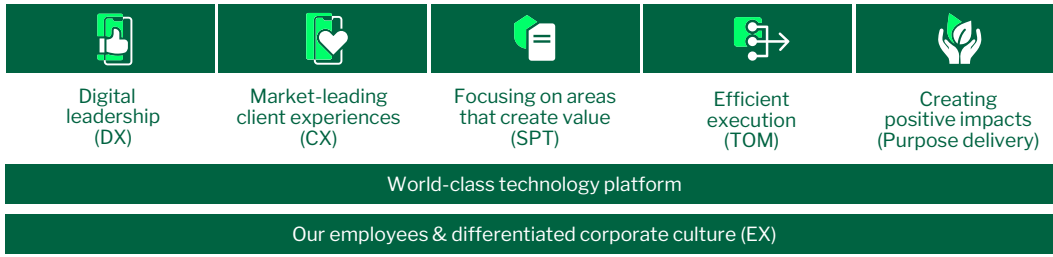 Digital
leadership
(DX)
Market-leading
client experiences
(CX)
Focusing on areas
that create value
(SPT)
Efficient
execution
(TOM)
Creating
positive impacts
(Purpose delivery)
World-class technology platform
Our employees & differentiated corporate culture (EX)